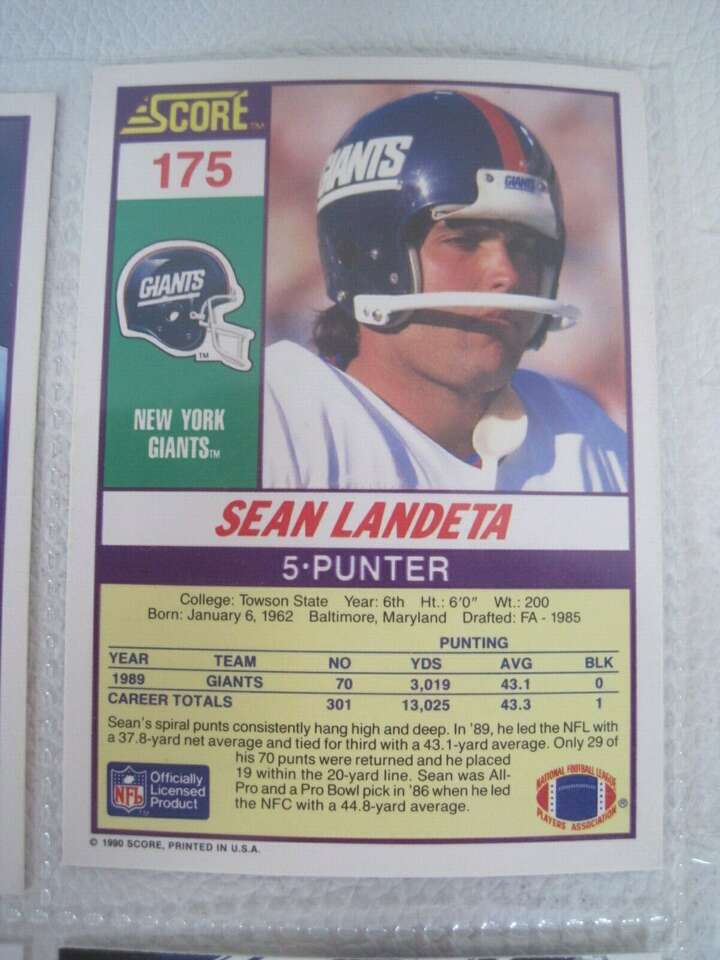 SCORE™
175
GIANTS
GIANTS
GIANTS
TM
NEW YORK
GIANTS™
SEAN LANDETA
5·PUNTER
College: Towson State Year: 6th Ht.: 6'0" Wt.: 200
Born: January 6, 1962 Baltimore, Maryland Drafted: FA - 1985
PUNTING
YEAR TEAM NO YDS AVG BLK
1989 GIANTS 70 3,019 43.1 0
CAREER TOTALS 301 13,025 43.3 1
Sean's spiral punts consistently hang high and deep. In '89, he led the NFL with
a 37.8-yard net average and tied for third with a 43.1-yard average. Only 29 of
his 70 punts were returned and he placed
19 within the 20-yard line. Sean was All-
Pro and a Pro Bowl pick in '86 when he led
the NFC with a 44.8-yard average.
NFL
TM
Officially
Licensed
Product
NATIONAL FOOTBALL LEAGUE
PLAYERS ASSOCIATION
®
© 1990 SCORE, PRINTED IN U.S.A.